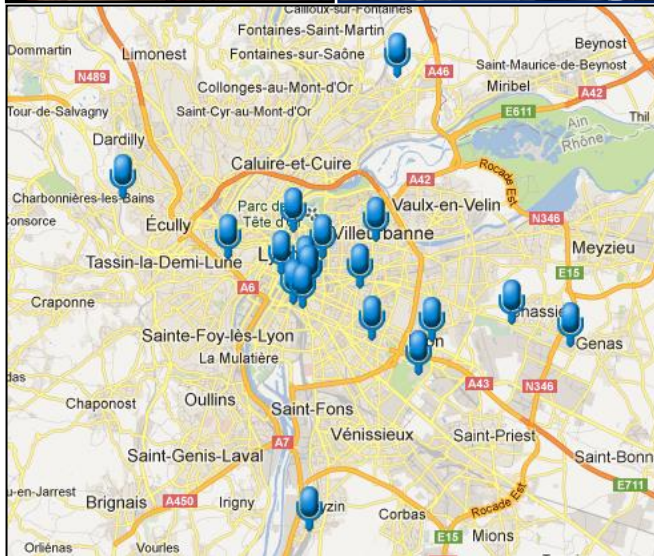 Cailloux-sur-Fontaines
Fontaines-Saint-Martin
Dommartin
Limonest
Fontaines-sur-Saône
Beynost
N489
A46
Saint-Maurice-de-Beynost
Collonges-au-Mont-d'Or
Miribel
A42
Tour-de-Salvagny
Saint-Cyr-au-Mont-d'Or
E611
Thil
Ain
Rhône
Dardilly
Caluire-et-Cuire
Rocade Est
A42
Charbonnières-les-Bains
Parc de
Tête d'
Vaulx-en-Velin
N346
Consorce
Écully
Villeurbanne
Meyzieu
Tassin-la-Demi-Lune
E15
A6
Craponne
Chassie
Sainte-Foy-lès-Lyon
Genas
La Mulatière
A43
N346
Chaponost
Oullins
Saint-Fons
Vénissieux
Saint-Priest
A7
Saint-Genis-Laval
Saint-Bonn
E711
u-en-Jarrest
Brignais
A450
Irigny
yzin
Corbas
Rocade Est
E15
Mions
Orliénas
Vourles